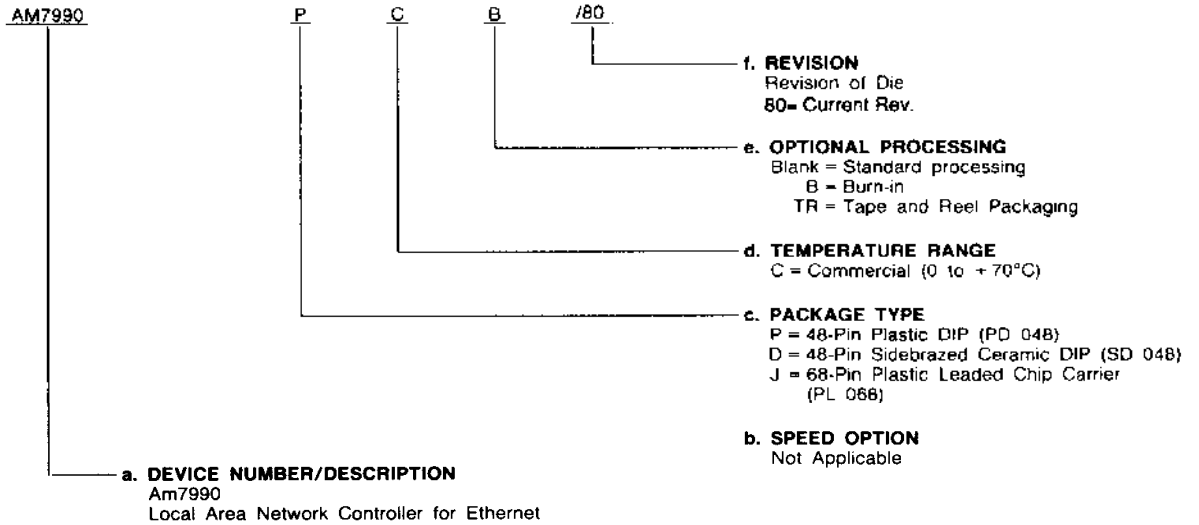 AM7990 P C B /80
f. REVISION
Revision of Die
80= Current Rev.
e. OPTIONAL PROCESSING
Blank = Standard processing
B = Burn-in
TR = Tape and Reel Packaging
d. TEMPERATURE RANGE
C = Commercial (0 to +70°C)
c. PACKAGE TYPE
P = 48-Pin Plastic DIP (PD 048)
D = 48-Pin Sidebrazed Ceramic DIP (SD 048)
J = 68-Pin Plastic Leaded Chip Carrier
(PL 068)
b. SPEED OPTION
Not Applicable
a. DEVICE NUMBER/DESCRIPTION
Am7990
Local Area Network Controller for Ethernet